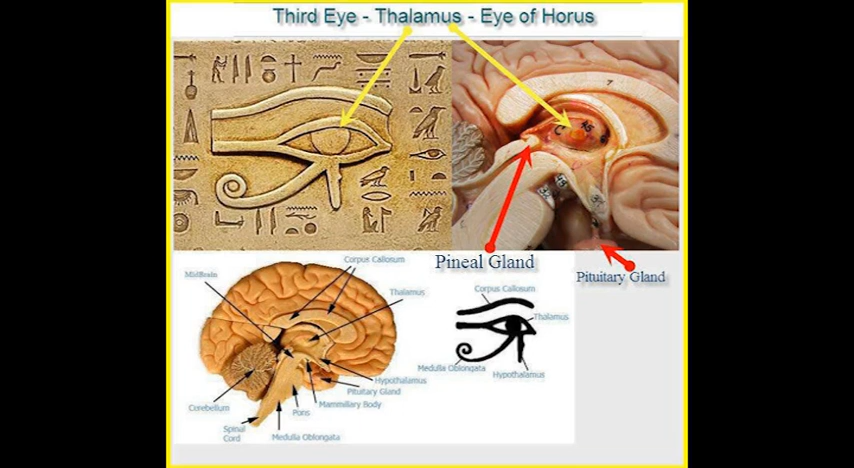 Third Eye - Thalamus - Eye of Horus
Pineal Gland
Pituitary Gland
MidBrain
Corpus Callosum
Thalamus
Hypothalamus
Pituitary Gland
Mammiliary Body
Pons
Medulla Oblongata
Spinal
Cord
Cerebellum
Corpus Callosum
Thalamus
Medulla Oblongata
Hypothalamus